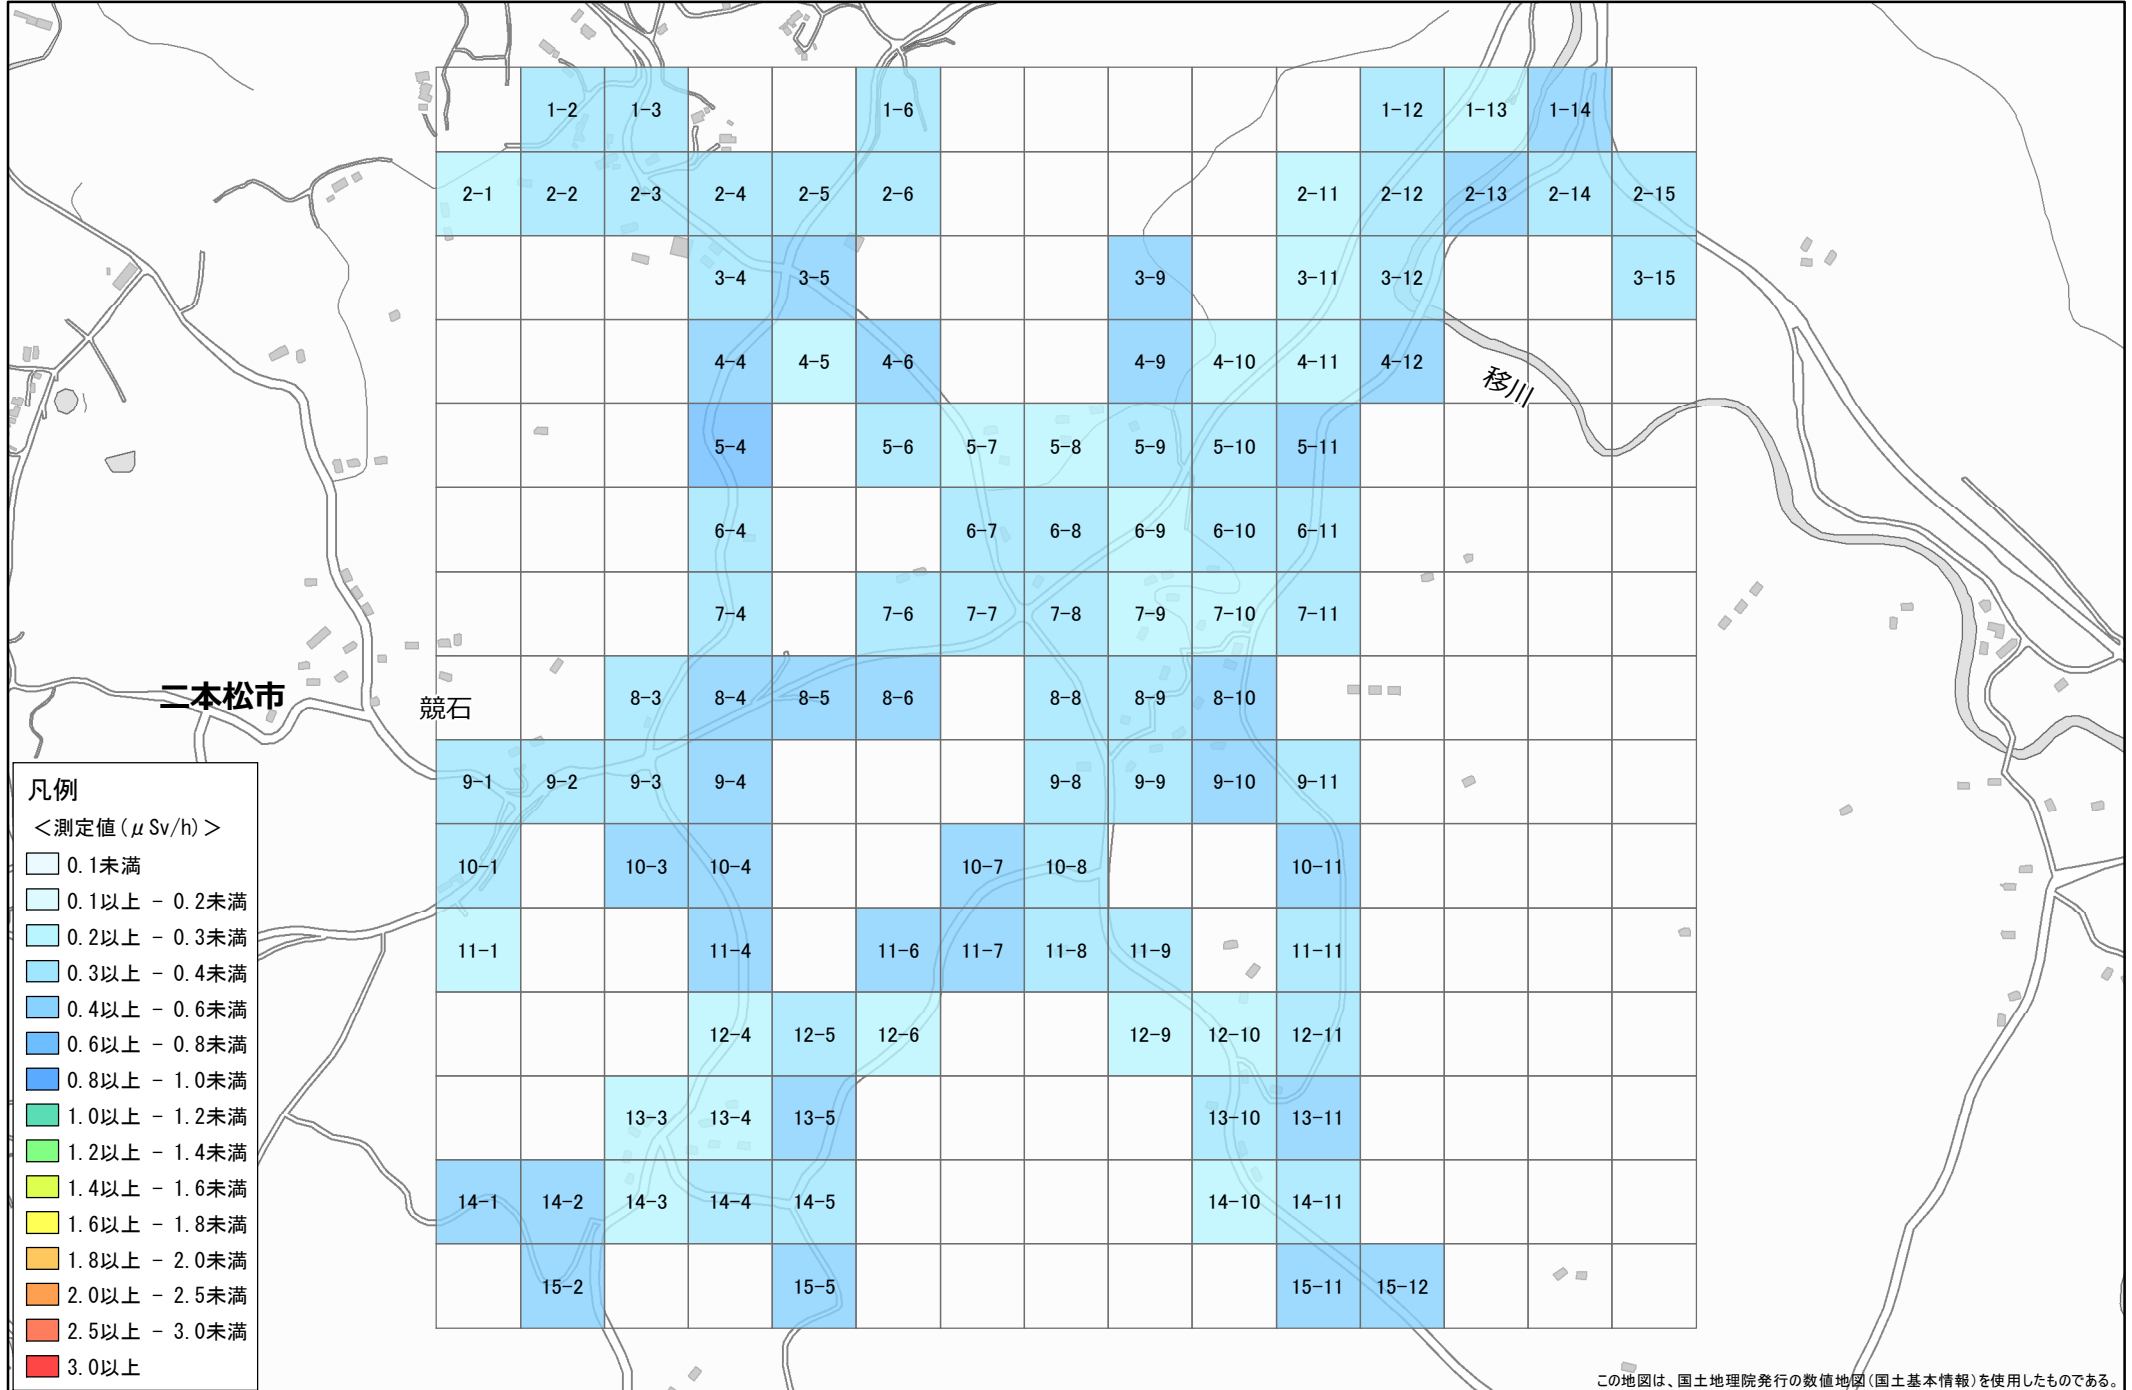 1-2 1-3 1-6 1-12 1-13 1-14
2-1 2-2 2-3 2-4 2-5 2-6 2-11 2-12 2-13 2-14 2-15
3-4 3-5 3-9 3-11 3-12 3-15
4-4 4-5 4-6 4-9 4-10 4-11 4-12
移川
5-4 5-6 5-7 5-8 5-9 5-10 5-11
6-4 6-7 6-8 6-9 6-10 6-11
7-4 7-6 7-7 7-8 7-9 7-10 7-11
二本松市
競石
8-3 8-4 8-5 8-6 8-8 8-9 8-10
9-1 9-2 9-3 9-4 9-8 9-9 9-10 9-11
10-1 10-3 10-4 10-7 10-8 10-11
11-1 11-4 11-6 11-7 11-8 11-9 11-11
12-4 12-5 12-6 12-9 12-10 12-11
13-3 13-4 13-5 13-10 13-11
14-1 14-2 14-3 14-4 14-5 14-10 14-11
15-2 15-5 15-11 15-12
凡例
＜測定値(μSv/h)＞
0.1未満
0.1以上 - 0.2未満
0.2以上 - 0.3未満
0.3以上 - 0.4未満
0.4以上 - 0.6未満
0.6以上 - 0.8未満
0.8以上 - 1.0未満
1.0以上 - 1.2未満
1.2以上 - 1.4未満
1.4以上 - 1.6未満
1.6以上 - 1.8未満
1.8以上 - 2.0未満
2.0以上 - 2.5未満
2.5以上 - 3.0未満
3.0以上
この地図は、国土地理院発行の数値地図(国土基本情報)を使用したものである。